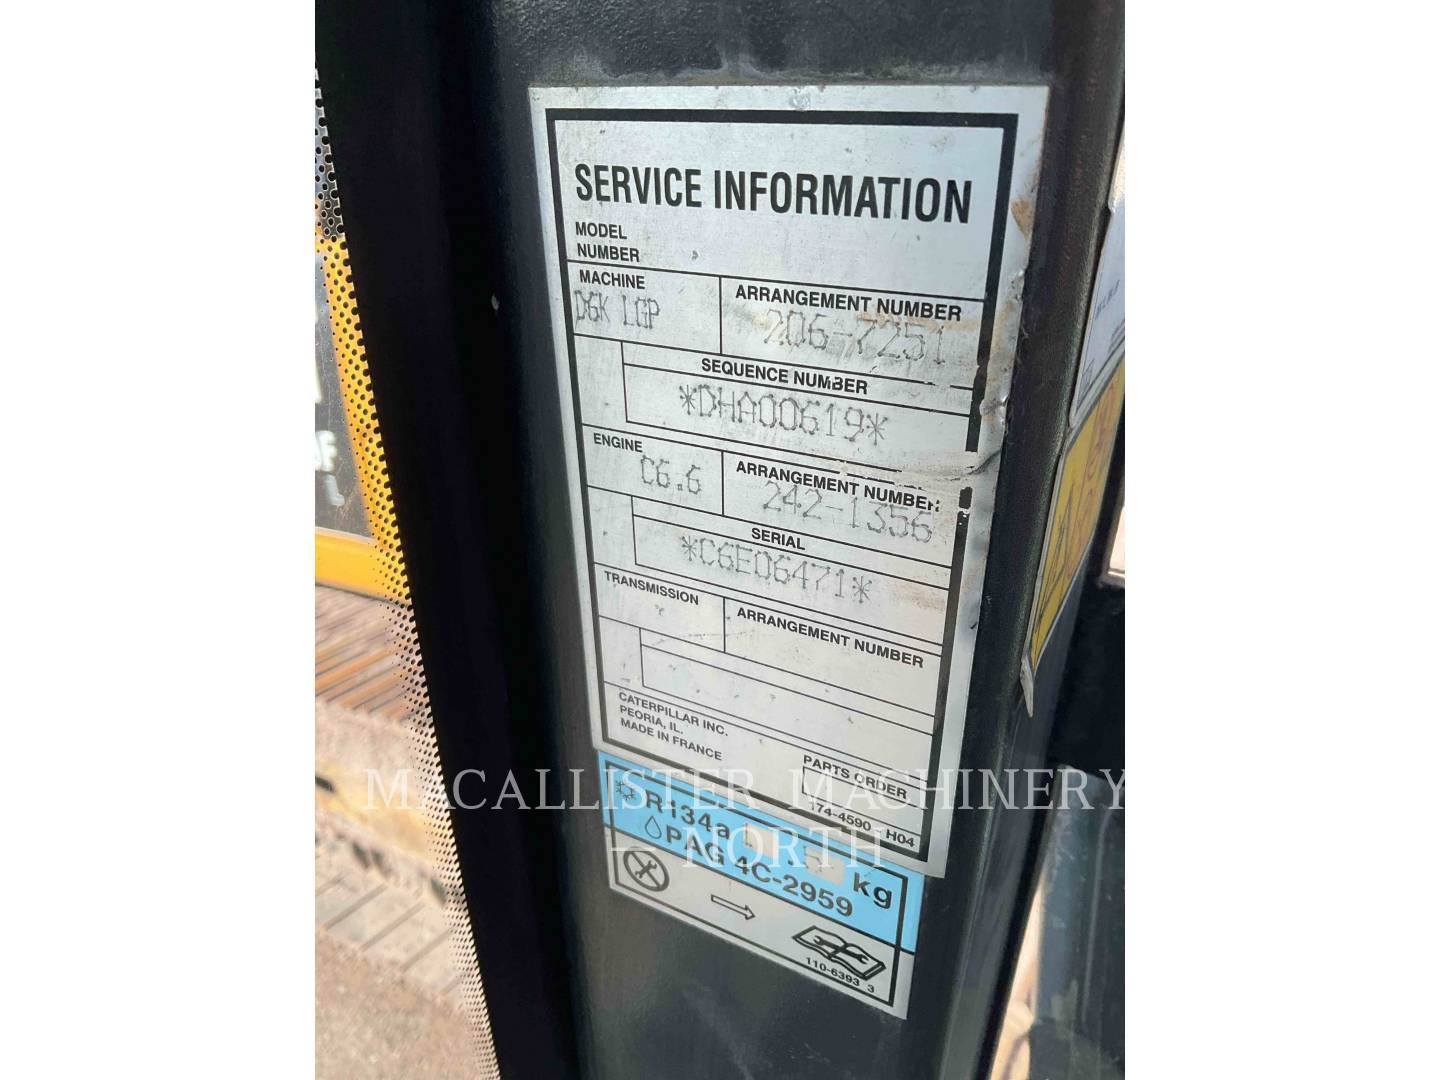 SERVICE INFORMATION
MODEL
NUMBER
MACHINE
ARRANGEMENT NUMBER
D6K LGP
206-7251
SEQUENCE NUMBER
*DHA00619*
ENGINE
ARRANGEMENT NUMBER
C6.6
242-1356
SERIAL
*C6E06471*
TRANSMISSION
ARRANGEMENT NUMBER
CATERPILLAR INC.
PEORIA, IL.
MADE IN FRANCE
PARTS ORDER
174-4590 H04
R134a
kg
PAG 4C-2959
110-6393 3
MACALLISTER MACHINERY
– NORTH